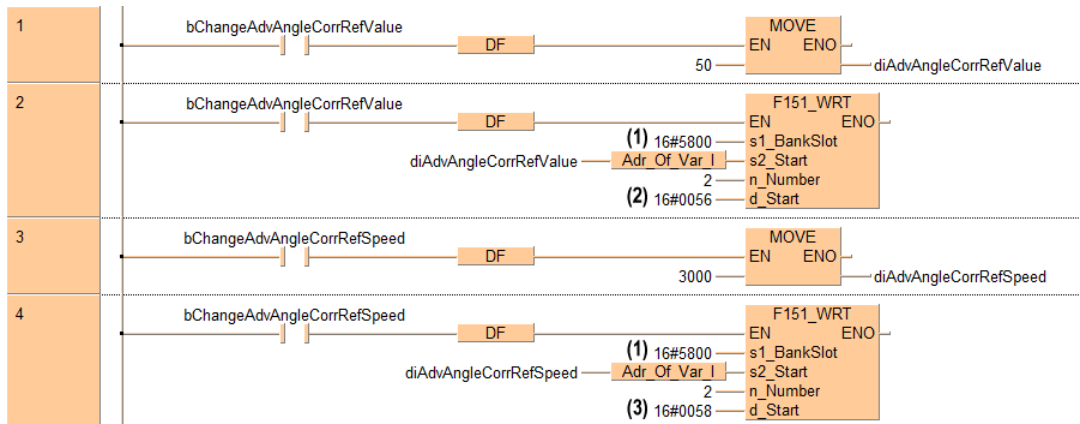 1
bChangeAdvAngleCorrRefValue
DF
MOVE
EN ENO
50
diAdvAngleCorrRefValue
2
bChangeAdvAngleCorrRefValue
DF
F151_WRT
EN ENO
(1) 16#5800 s1_BankSlot
diAdvAngleCorrRefValue Adr_Of_Var_I s2_Start
2 n_Number
(2) 16#0056 d_Start
3
bChangeAdvAngleCorrRefSpeed
DF
MOVE
EN ENO
3000
diAdvAngleCorrRefSpeed
4
bChangeAdvAngleCorrRefSpeed
DF
F151_WRT
EN ENO
(1) 16#5800 s1_BankSlot
diAdvAngleCorrRefSpeed Adr_Of_Var_I s2_Start
2 n_Number
(3) 16#0058 d_Start